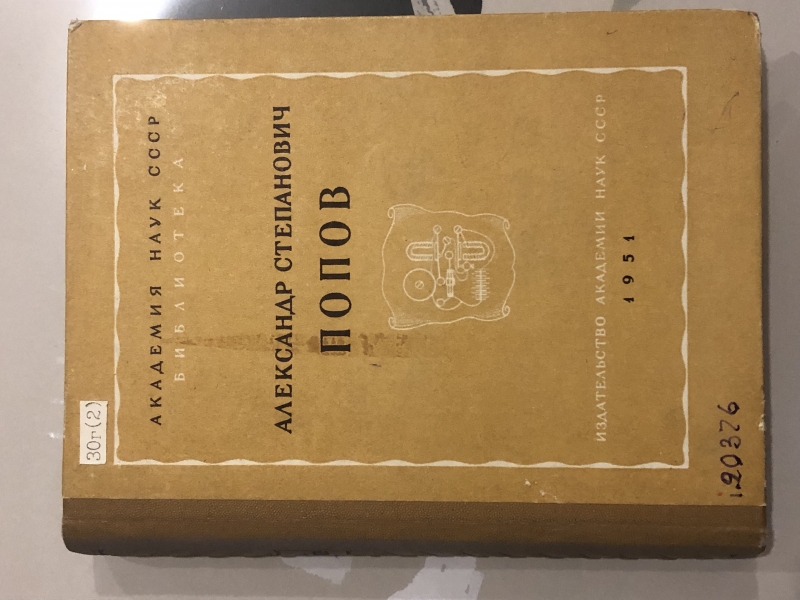 АКАДЕМИЯ НАУК СССР
БИБЛИОТЕКА
АЛЕКСАНДР СТЕПАНОВИЧ
ПОПОВ
ИЗДАТЕЛЬСТВО АКАДЕМИИ НАУК СССР
1951
30г(2)
120376